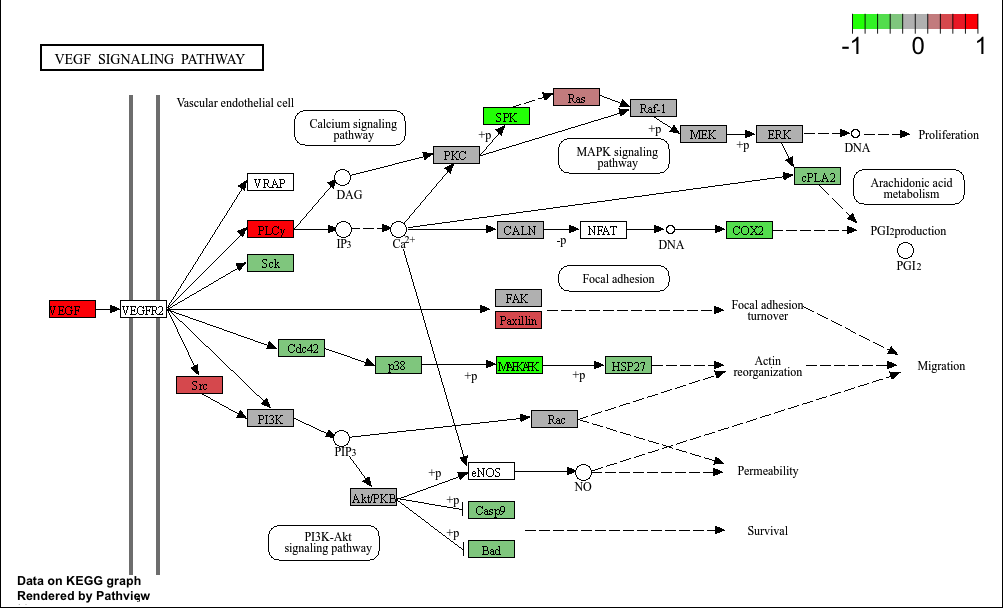 -1 0 1
VEGF SIGNALING PATHWAY
Vascular endothelial cell
Calcium signaling
pathway
SPK
Ras
Raf-1
+p
+p
MEK
+p
ERK
DNA
Proliferation
PKC
MAPK signaling
pathway
cPLA2
Arachidonic acid
metabolism
VRAP
DAG
PLCγ
IP3
Ca2+
CALN
-p
NFAT
DNA
COX2
PGI2production
PGI2
Sck
Focal adhesion
VEGF
VEGFR2
FAK
Paxillin
Focal adhesion
turnover
Cdc42
p38
+p
+p
HSP27
Actin
reorganization
Migration
Src
PI3K
Rac
PIP3
+p
eNOS
NO
Permeability
Akt/PKB
+p
Casp9
+p
Bad
Survival
PI3K-Akt
signaling pathway
Data on KEGG graph
Rendered by Pathview